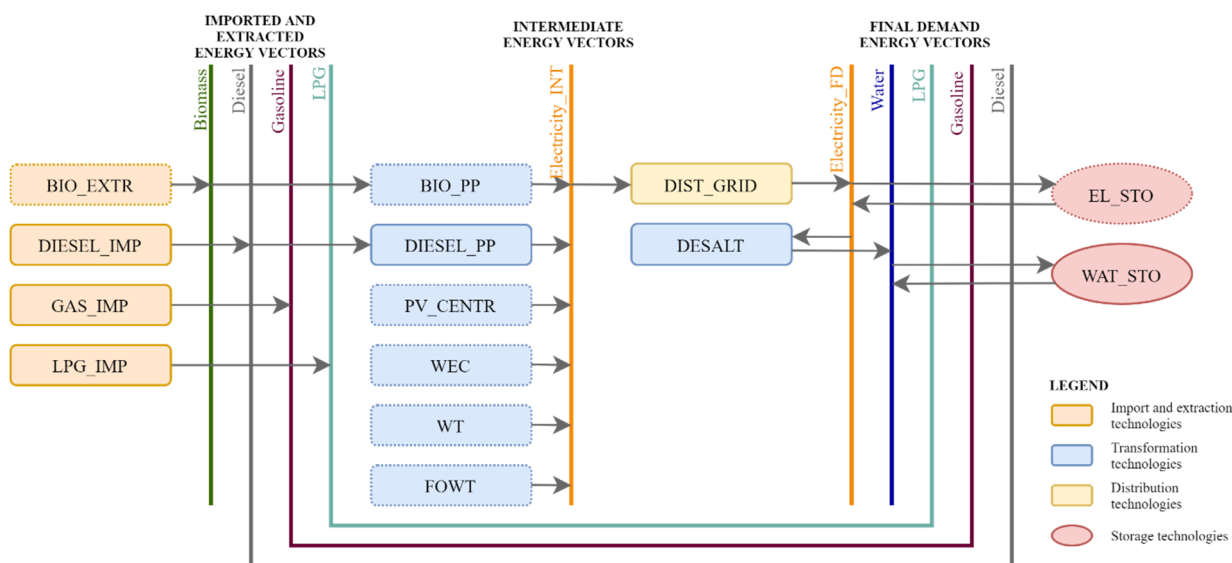 IMPORTED AND
EXTRACTED
ENERGY VECTORS
INTERMEDIATE
ENERGY VECTORS
FINAL DEMAND
ENERGY VECTORS
Biomass
Diesel
Gasoline
LPG
Electricity_INT
Electricity_FD
Water
LPG
Gasoline
Diesel
BIO_EXTR
BIO_PP
DIST_GRID
EL_STO
DIESEL_IMP
DIESEL_PP
DESALT
WAT_STO
GAS_IMP
PV_CENTR
LPG_IMP
WEC
WT
FOWT
LEGEND
Import and extraction
technologies
Transformation
technologies
Distribution
technologies
Storage technologies